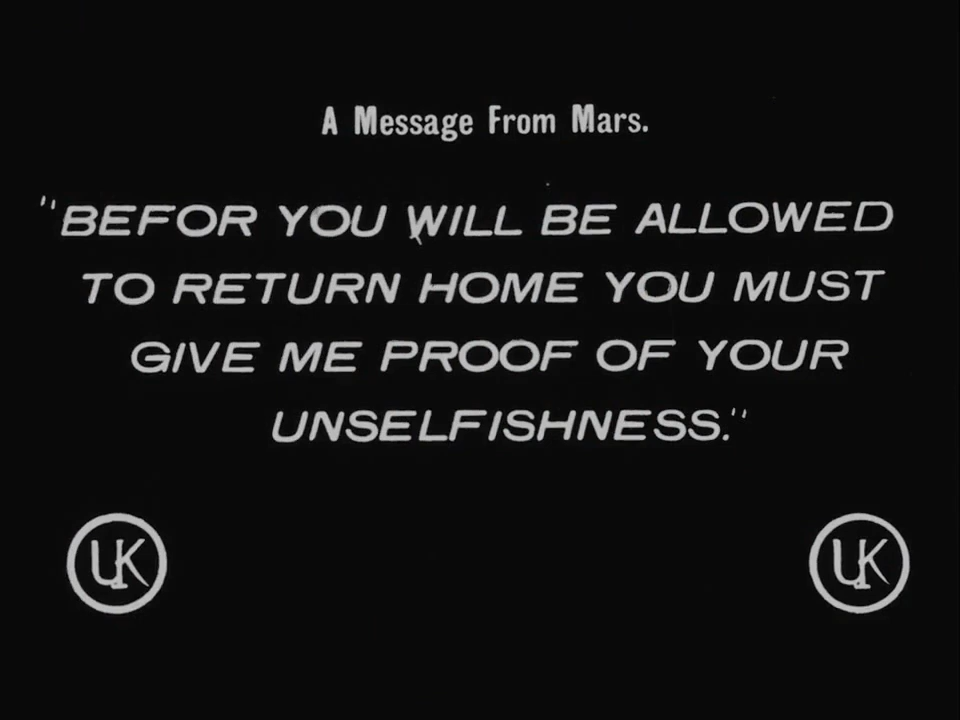 A Message From Mars.
"BEFOR YOU WILL BE ALLOWED
TO RETURN HOME YOU MUST
GIVE ME PROOF OF YOUR
UNSELFISHNESS."
UK UK